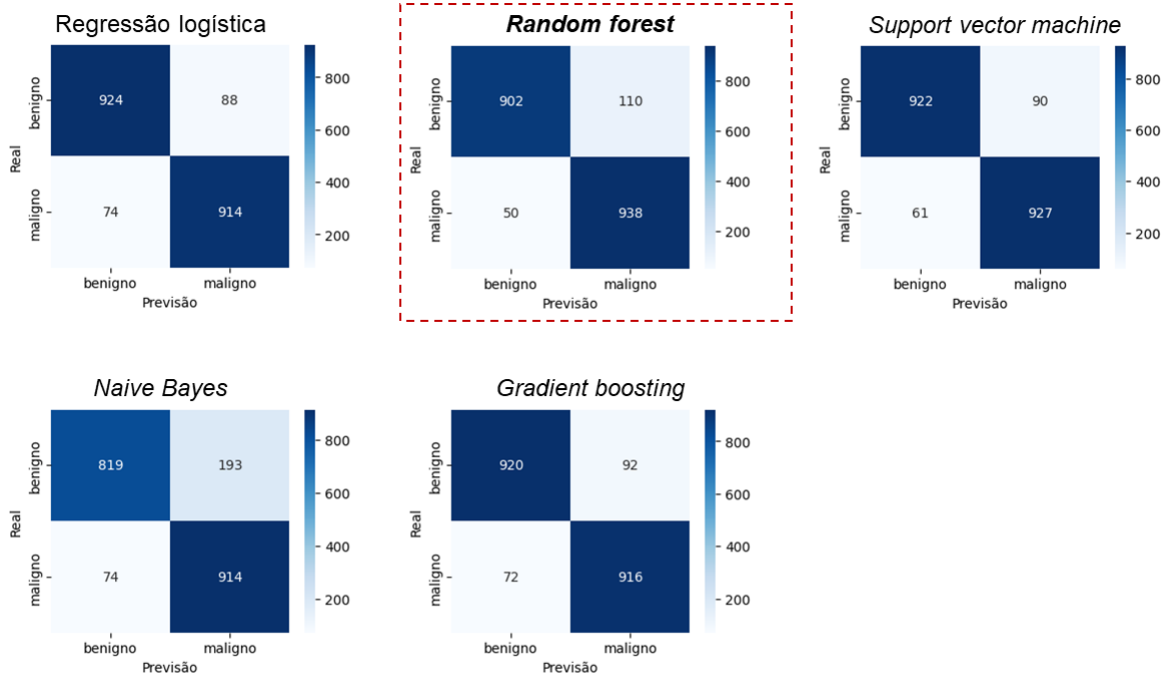 Regressão logística
benigno
924
88
Real
maligno
74
914
benigno
maligno
Previsão
800
600
400
200
Random forest
benigno
902
110
Real
maligno
50
938
benigno
maligno
Previsão
800
600
400
200
Support vector machine
benigno
922
90
Real
maligno
61
927
benigno
maligno
Previsão
800
600
400
200
Naive Bayes
benigno
819
193
Real
maligno
74
914
benigno
maligno
Previsão
800
600
400
200
Gradient boosting
benigno
920
92
Real
maligno
72
916
benigno
maligno
Previsão
800
600
400
200